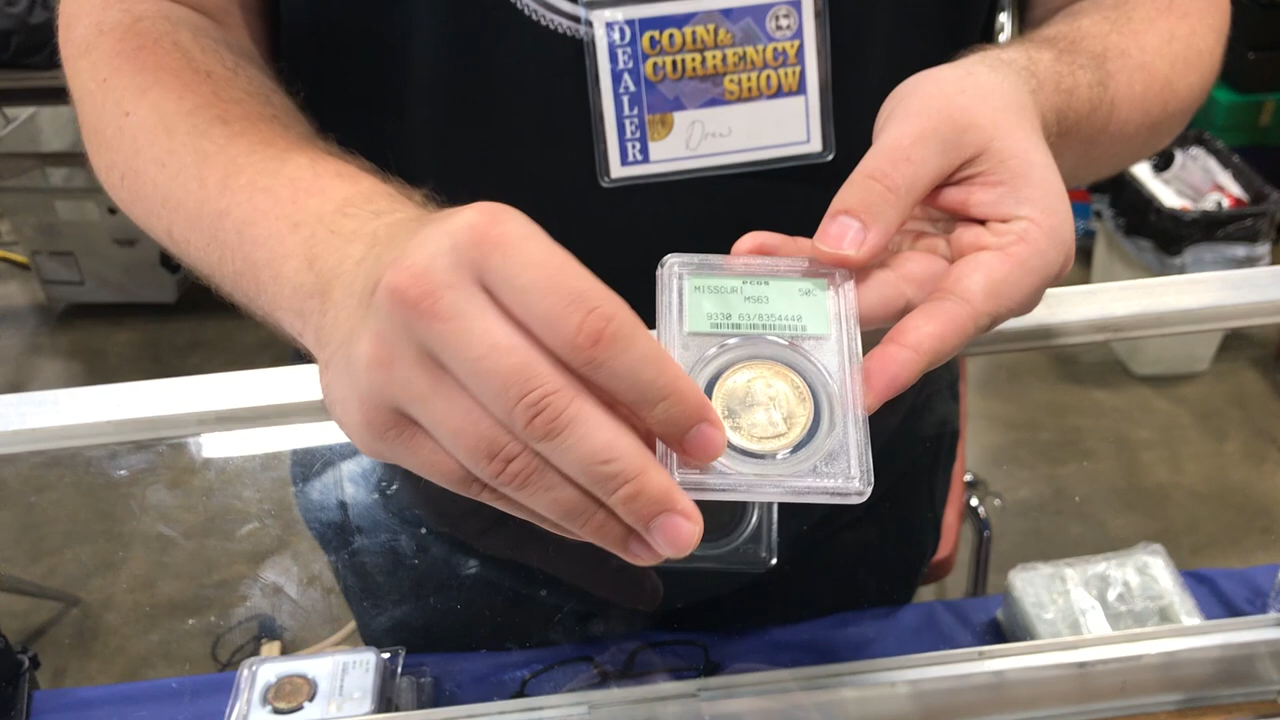 DEALER
COIN &
CURRENCY
SHOW
Drew
PCGS
MISSOURI 50C
MS63
9330 63/8354440